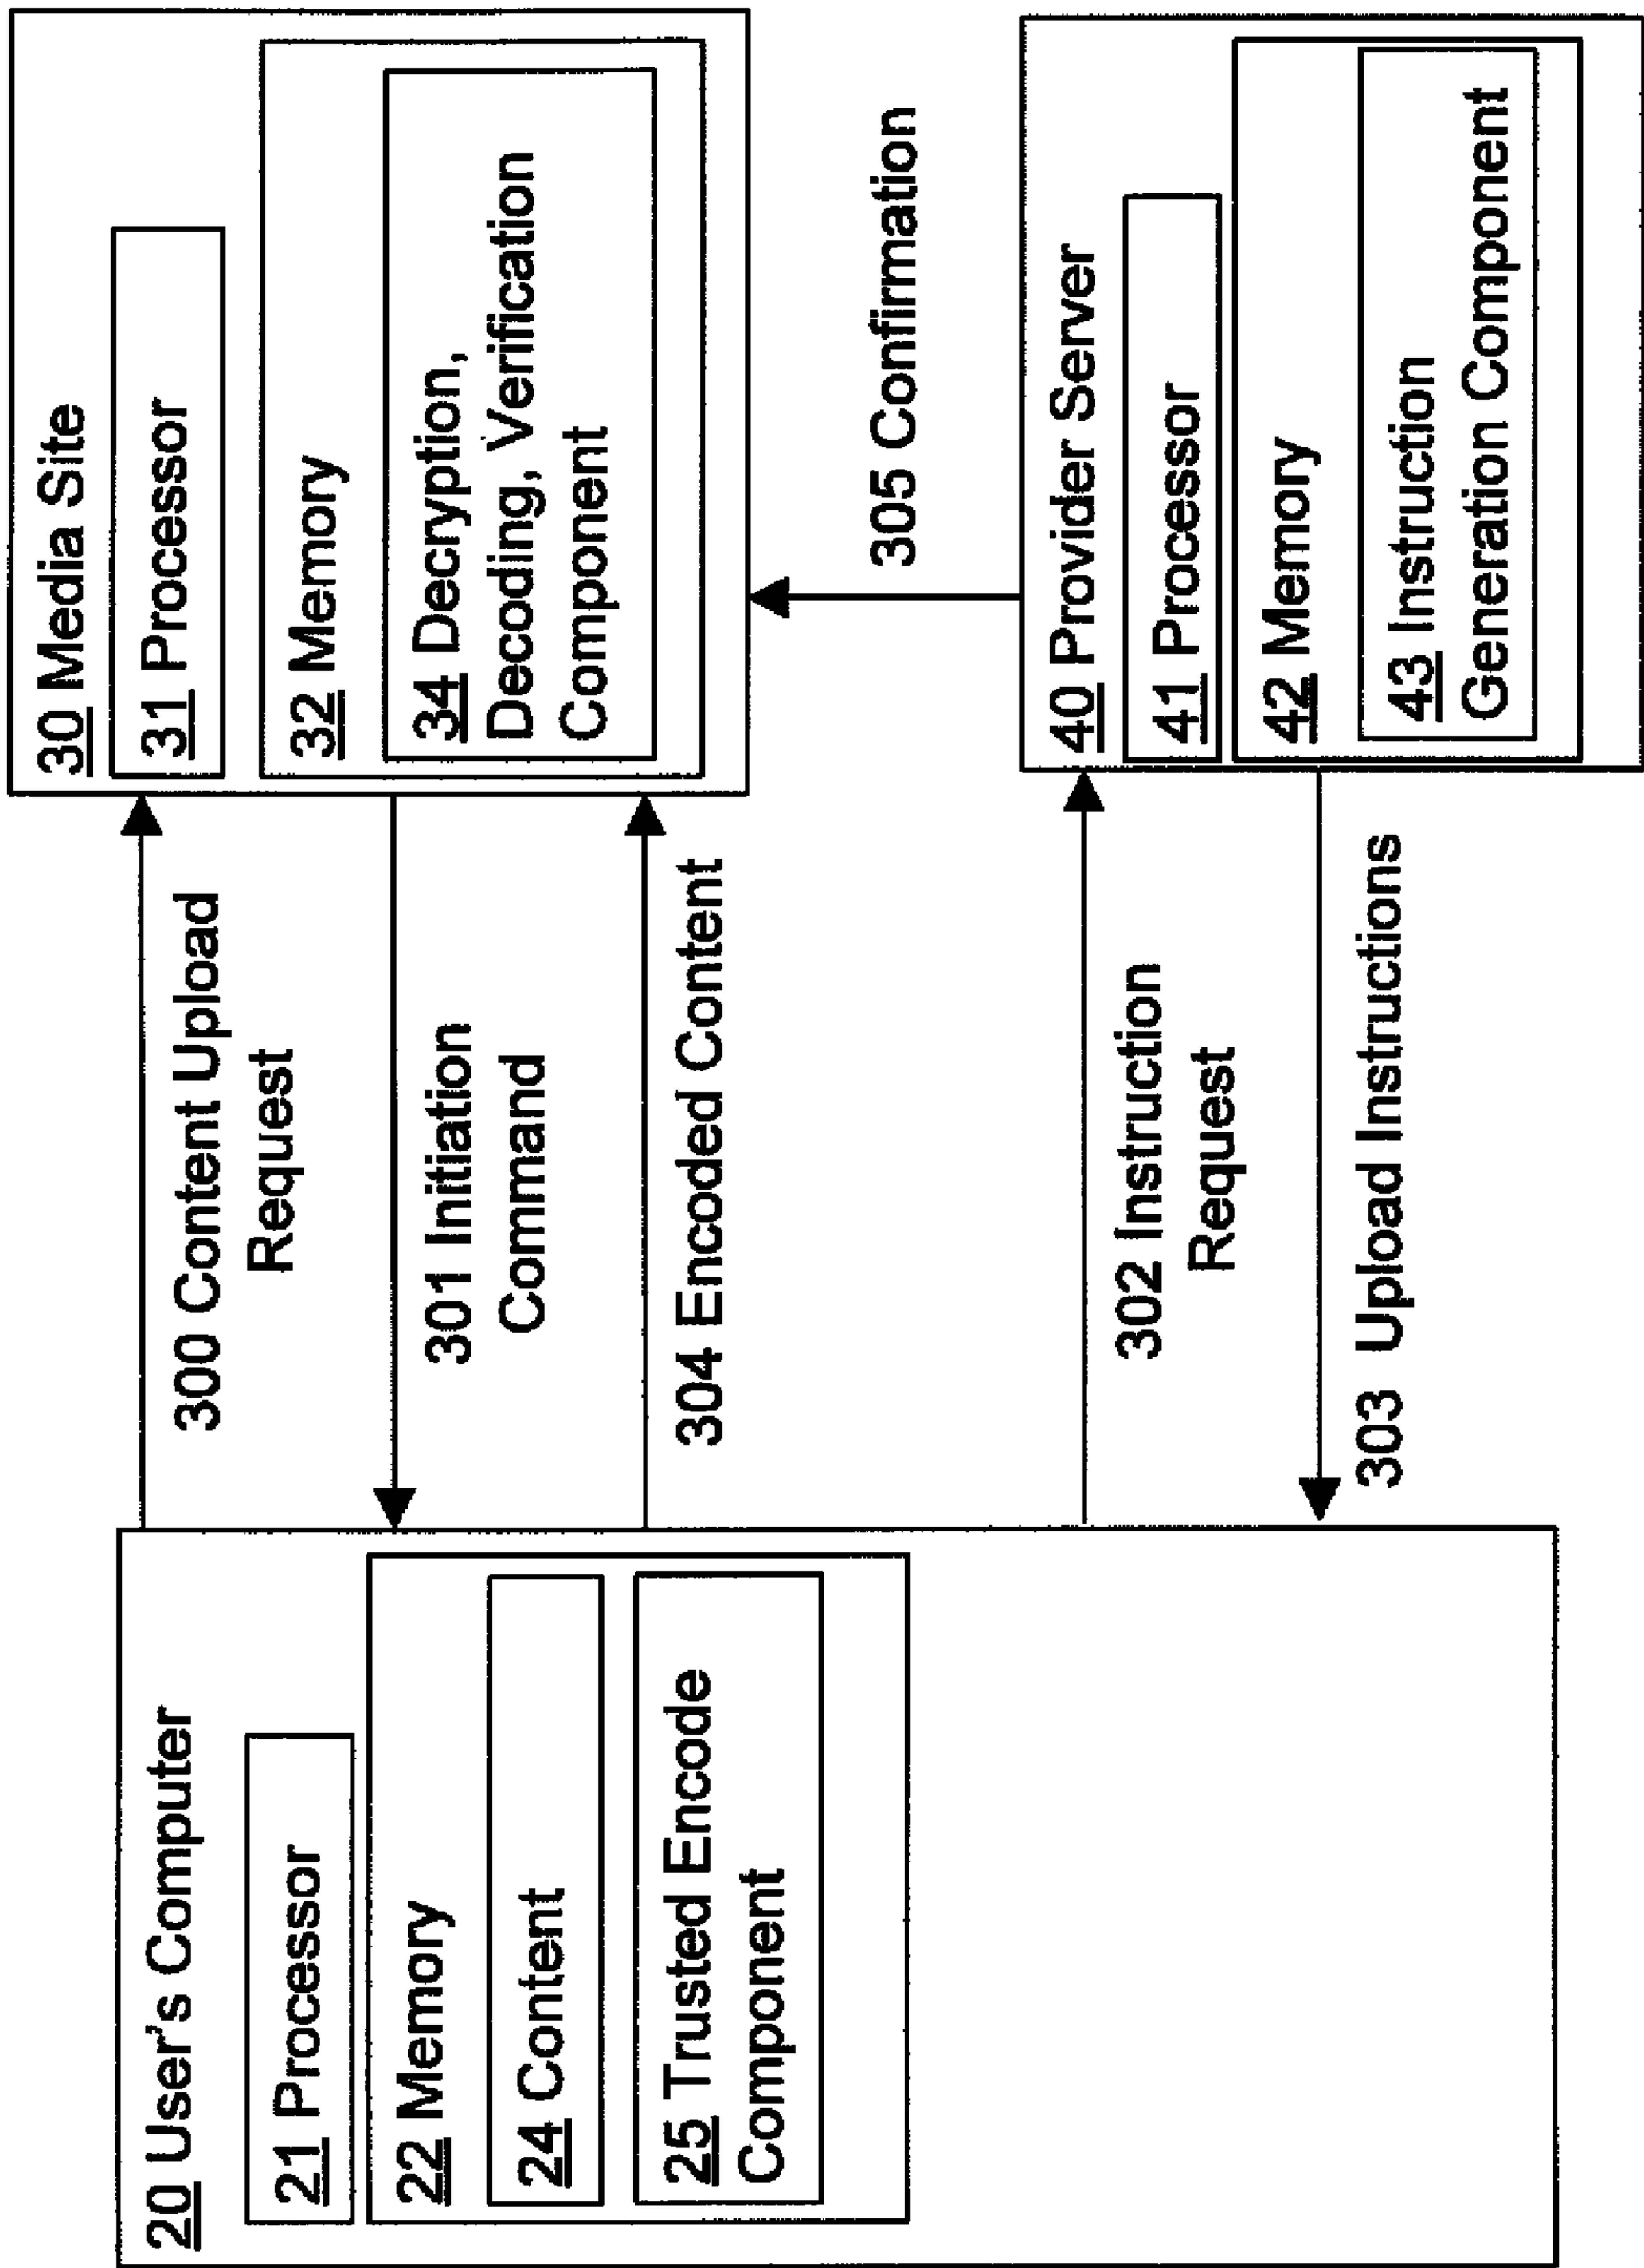 20 User's Computer
21 Processor
22 Memory
24 Content
25 Trusted Encode
Component
300 Content Upload
Request
301 Initiation
Command
304 Encoded Content
302 Instruction
Request
303 Upload Instructions
30 Media Site
31 Processor
32 Memory
34 Decryption,
Decoding, Verification
Component
305 Confirmation
40 Provider Server
41 Processor
42 Memory
43 Instruction
Generation Component